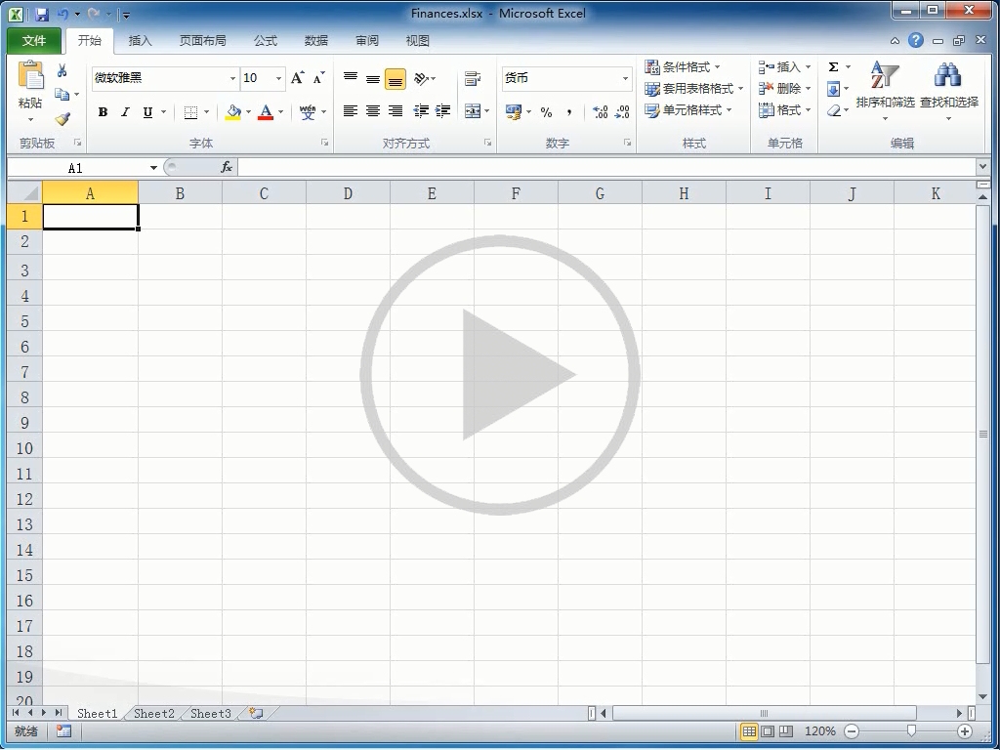 Finances.xlsx - Microsoft Excel
文件 开始 插入 页面布局 公式 数据 审阅 视图
粘贴
微软雅黑 10
B I U wén
货币
%
条件格式
套用表格格式
单元格样式
插入
删除
格式
Σ
排序和筛选 查找和选择
剪贴板 字体 对齐方式 数字 样式 单元格 编辑
A1 fx
A B C D E F G H I J K
1
2
3
4
5
6
7
8
9
10
11
12
13
14
15
16
17
18
19
20
Sheet1 Sheet2 Sheet3
就绪 120%